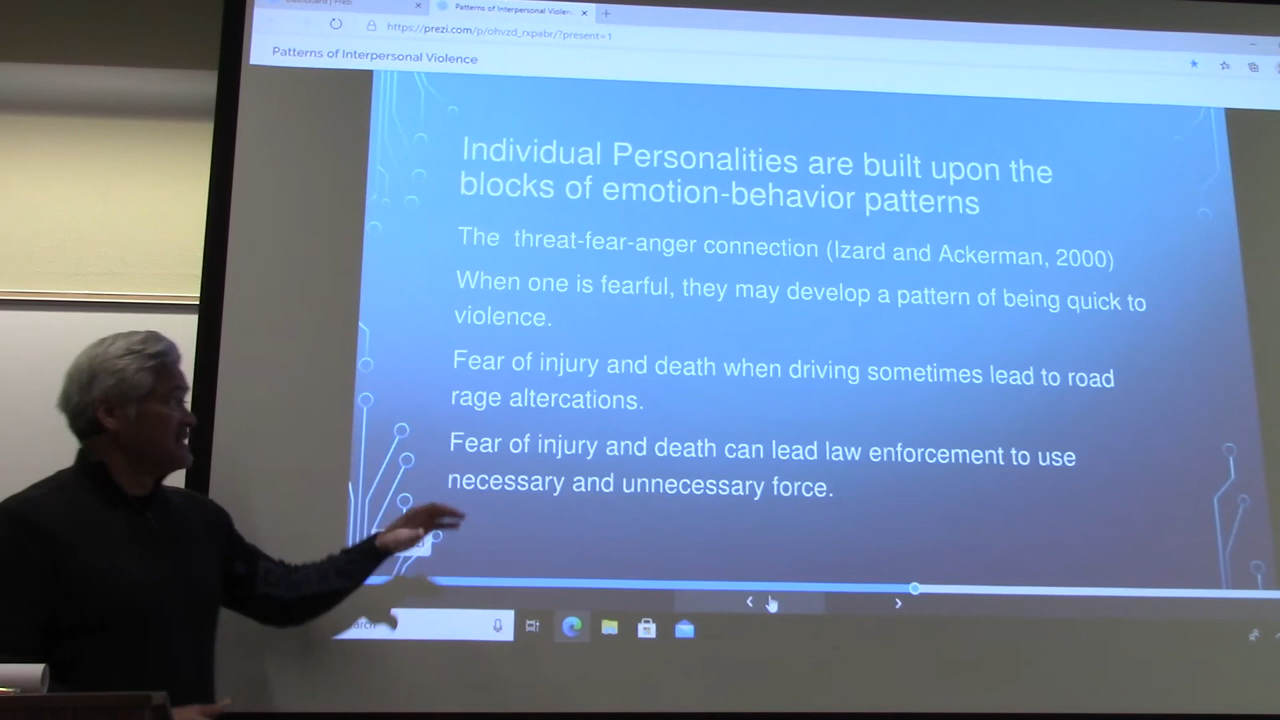 Patterns of Interpersonal Violen
https://prezi.com/p/ohvzd_rxpabr/?present=1
Patterns of Interpersonal Violence
Individual Personalities are built upon the
blocks of emotion-behavior patterns
The threat-fear-anger connection (Izard and Ackerman, 2000)
When one is fearful, they may develop a pattern of being quick to
violence.
Fear of injury and death when driving sometimes lead to road
rage altercations.
Fear of injury and death can lead law enforcement to use
necessary and unnecessary force.